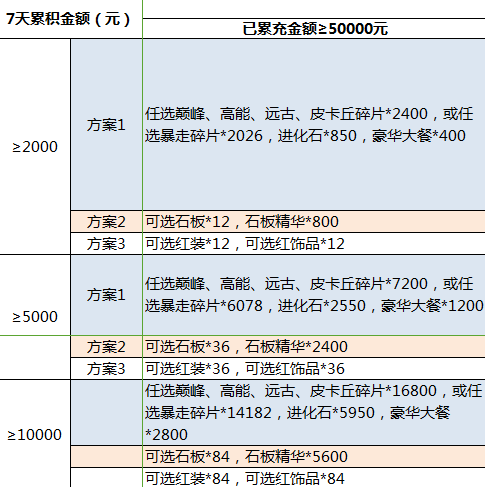 7天累积金额（元）
已累充金额≥50000元
≥2000
方案1
任选巅峰、高能、远古、皮卡丘碎片*2400，或任
选暴走碎片*2026，进化石*850，豪华大餐*400
方案2
可选石板*12，石板精华*800
方案3
可选红装*12，可选红饰品*12
≥5000
方案1
任选巅峰、高能、远古、皮卡丘碎片*7200，或任
选暴走碎片*6078，进化石*2550，豪华大餐*1200
方案2
可选石板*36，石板精华*2400
方案3
可选红装*36，可选红饰品*36
≥10000
任选巅峰、高能、远古、皮卡丘碎片*16800，或任
选暴走碎片*14182，进化石*5950，豪华大餐
*2800
可选石板*84，石板精华*5600
可选红装*84，可选红饰品*84